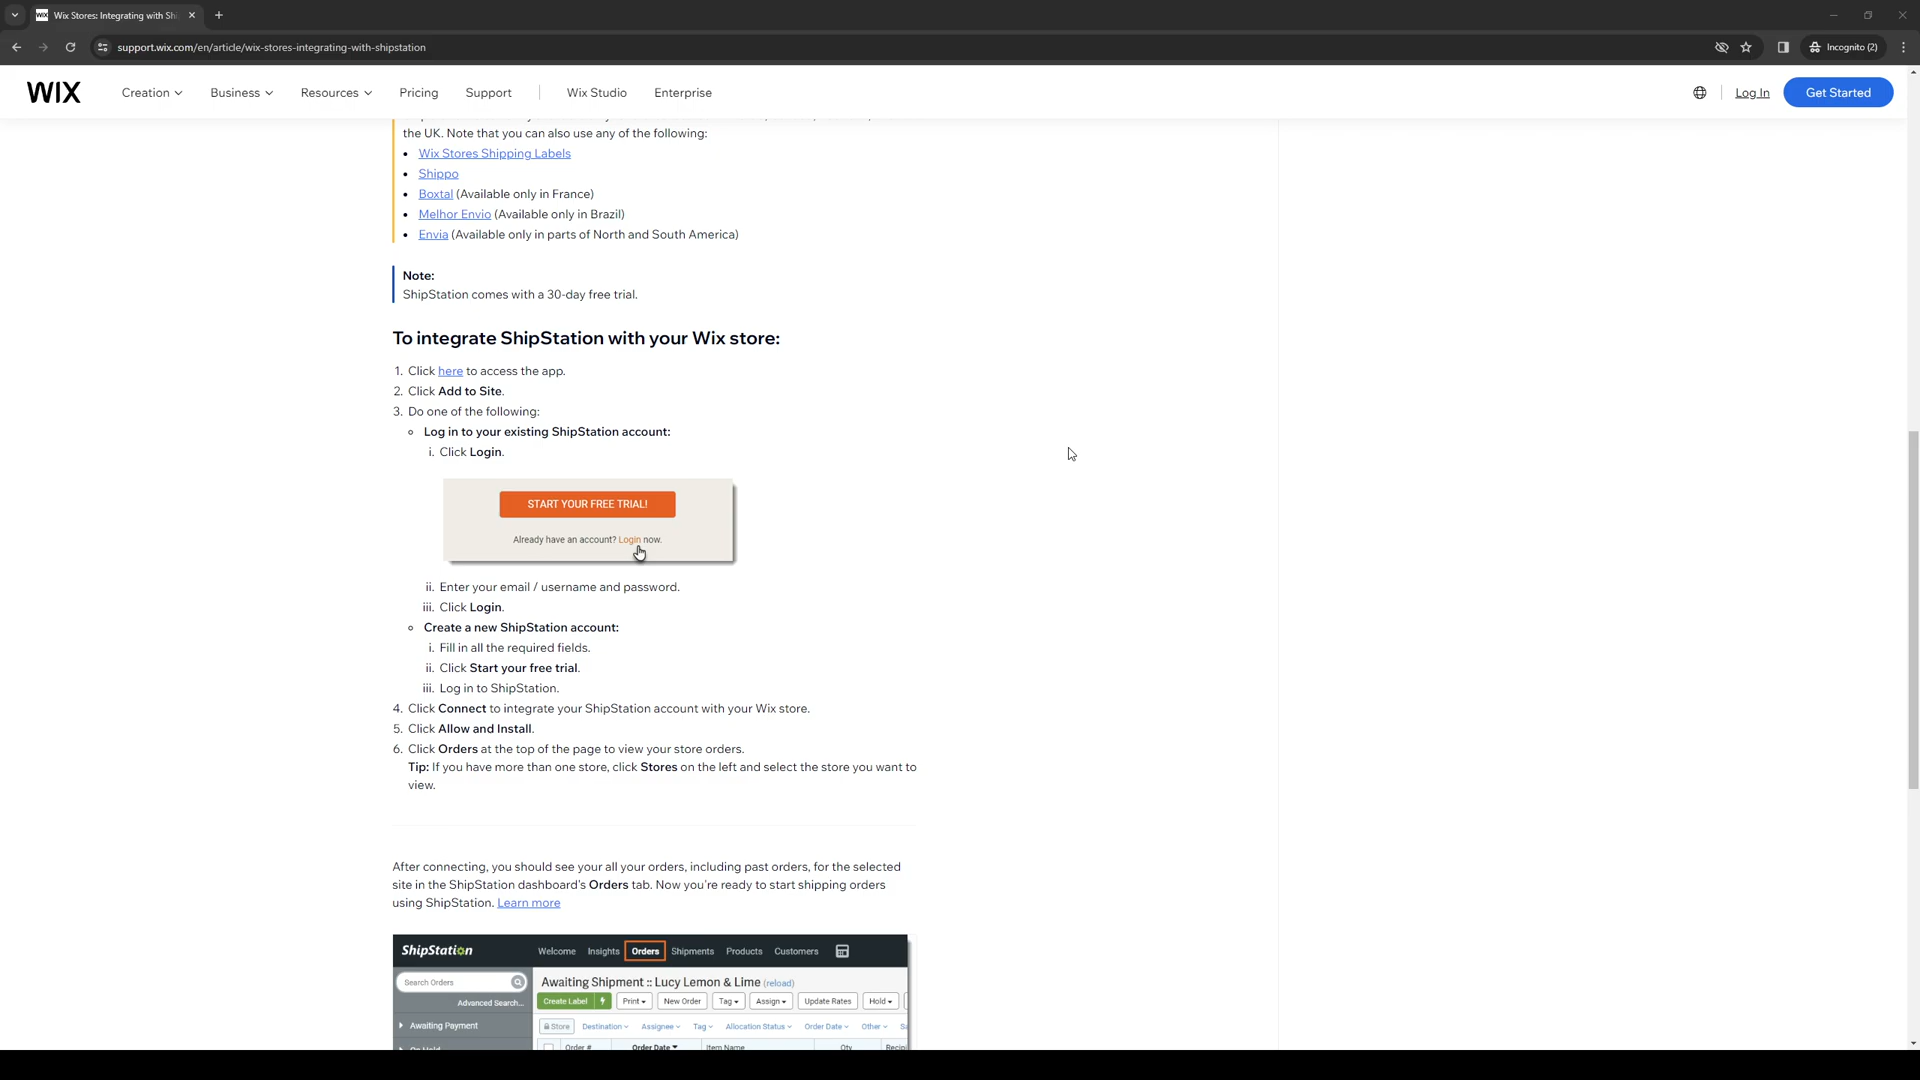 Wix Stores: Integrating with Shi
support.wix.com/en/article/wix-stores-integrating-with-shipstation
Incognito (2)
WIX
Creation
Business
Resources
Pricing
Support
Wix Studio
Enterprise
Log In
Get Started
the UK. Note that you can also use any of the following:
• Wix Stores Shipping Labels
• Shippo
• Boxtal (Available only in France)
• Melhor Envio (Available only in Brazil)
• Envia (Available only in parts of North and South America)
Note:
ShipStation comes with a 30-day free trial.
To integrate ShipStation with your Wix store:
1. Click here to access the app.
2. Click Add to Site.
3. Do one of the following:
Log in to your existing ShipStation account:
i. Click Login.
START YOUR FREE TRIAL!
Already have an account? Login now.
ii. Enter your email / username and password.
iii. Click Login.
Create a new ShipStation account:
i. Fill in all the required fields.
ii. Click Start your free trial.
iii. Log in to ShipStation.
4. Click Connect to integrate your ShipStation account with your Wix store.
5. Click Allow and Install.
6. Click Orders at the top of the page to view your store orders.
Tip: If you have more than one store, click Stores on the left and select the store you want to
view.
After connecting, you should see your all your orders, including past orders, for the selected
site in the ShipStation dashboard's Orders tab. Now you're ready to start shipping orders
using ShipStation. Learn more
ShipStation
Welcome
Insights
Orders
Shipments
Products
Customers
Search Orders
Advanced Search...
Awaiting Payment
Awaiting Shipment :: Lucy Lemon & Lime (reload)
Create Label
Print
New Order
Tag
Assign
Update Rates
Hold
Store
Destination
Assignee
Tag
Allocation Status
Order Date
Other
Order #
Order Date
Item Name
Qty